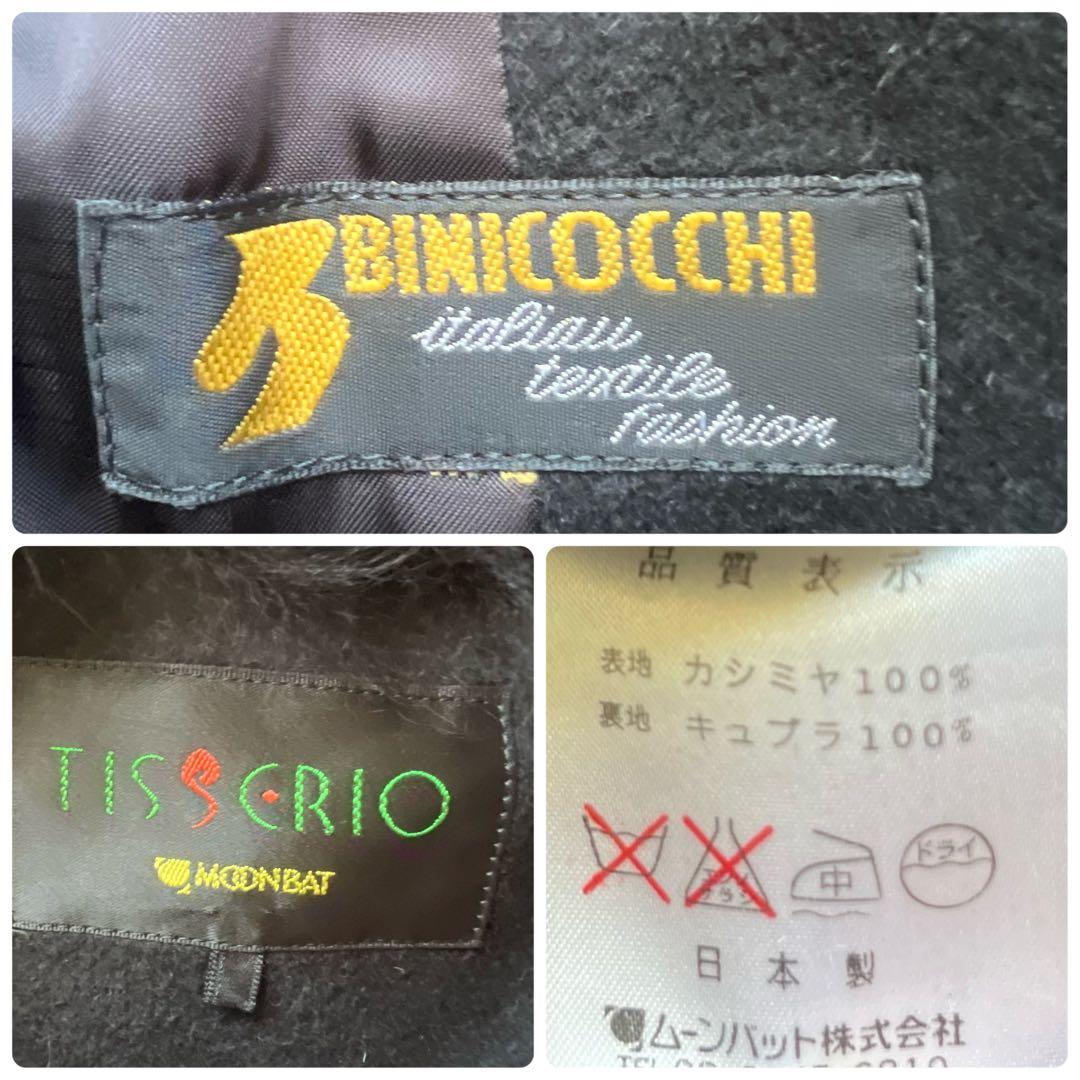 BINICOCCHI
italian
textile
fashion
TISSERIO
MOONBAT
品質表示
表地 カシミヤ100%
裏地 キュプラ100%
中 ドライ
日本製
ムーンバット株式会社